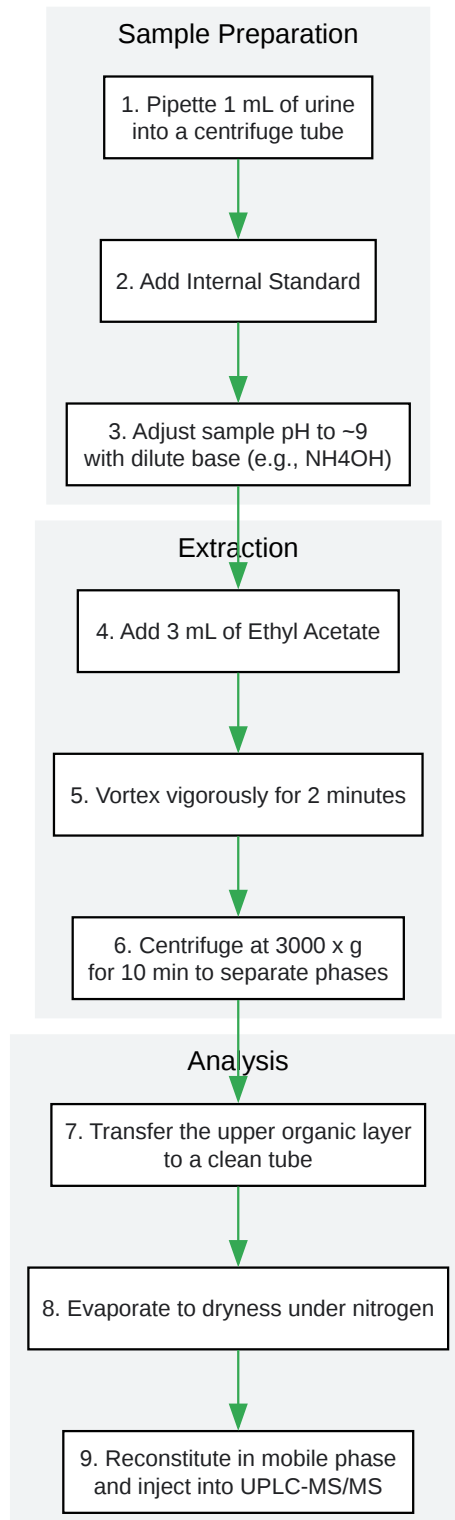 Sample Preparation
1. Pipette 1 mL of urine
into a centrifuge tube
2. Add Internal Standard
3. Adjust sample pH to ~9
with dilute base (e.g., NH4OH)
Extraction
4. Add 3 mL of Ethyl Acetate
5. Vortex vigorously for 2 minutes
6. Centrifuge at 3000 x g
for 10 min to separate phases
Analysis
7. Transfer the upper organic layer
to a clean tube
8. Evaporate to dryness under nitrogen
9. Reconstitute in mobile phase
and inject into UPLC-MS/MS